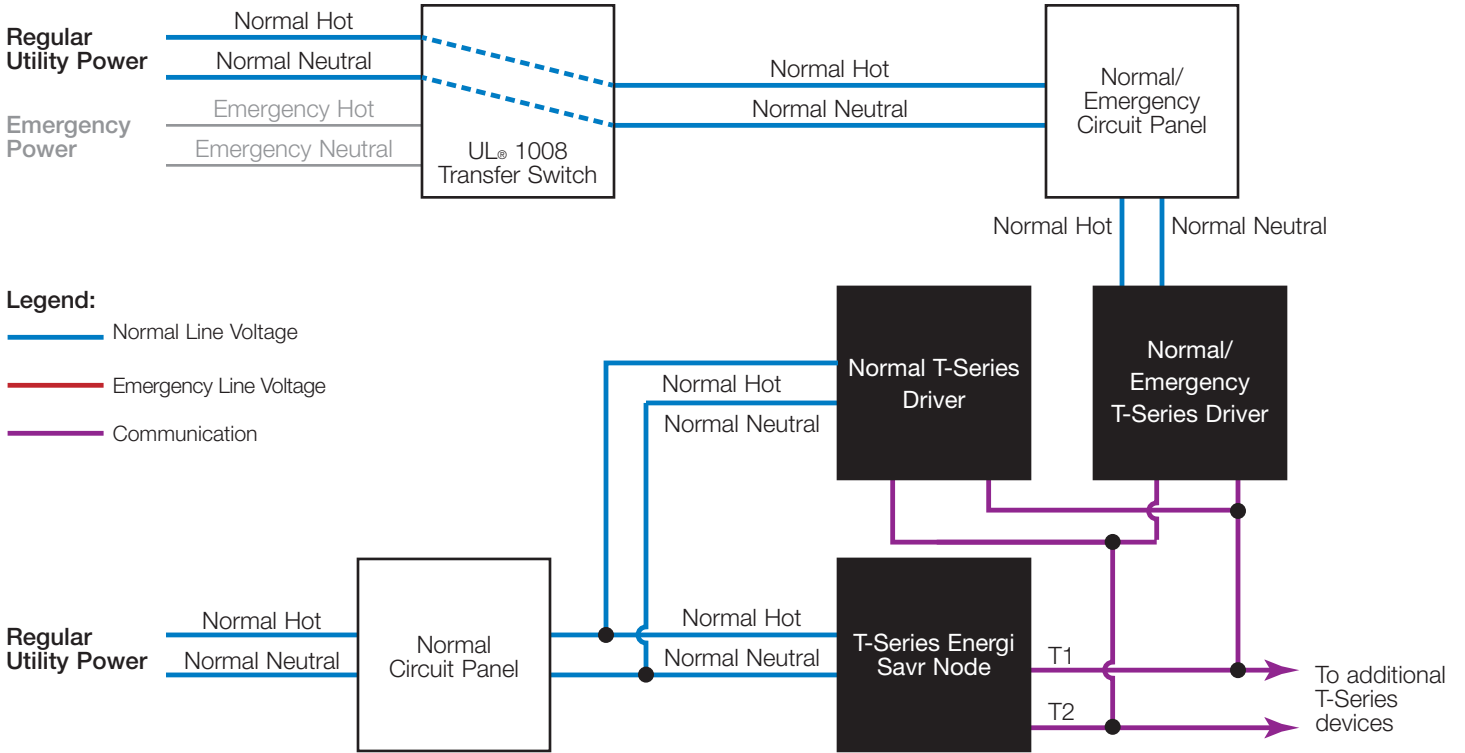 Regular
Utility Power
Normal Hot
Normal Neutral
Emergency
Power
Emergency Hot
Emergency Neutral
UL® 1008
Transfer Switch
Normal Hot
Normal Neutral
Normal/
Emergency
Circuit Panel
Normal Hot
Normal Neutral
Legend:
Normal Line Voltage
Emergency Line Voltage
Communication
Normal Hot
Normal Neutral
Normal T-Series
Driver
Normal/
Emergency
T-Series Driver
Regular
Utility Power
Normal Hot
Normal Neutral
Normal
Circuit Panel
Normal Hot
Normal Neutral
T-Series Energi
Savr Node
T1
T2
To additional
T-Series
devices